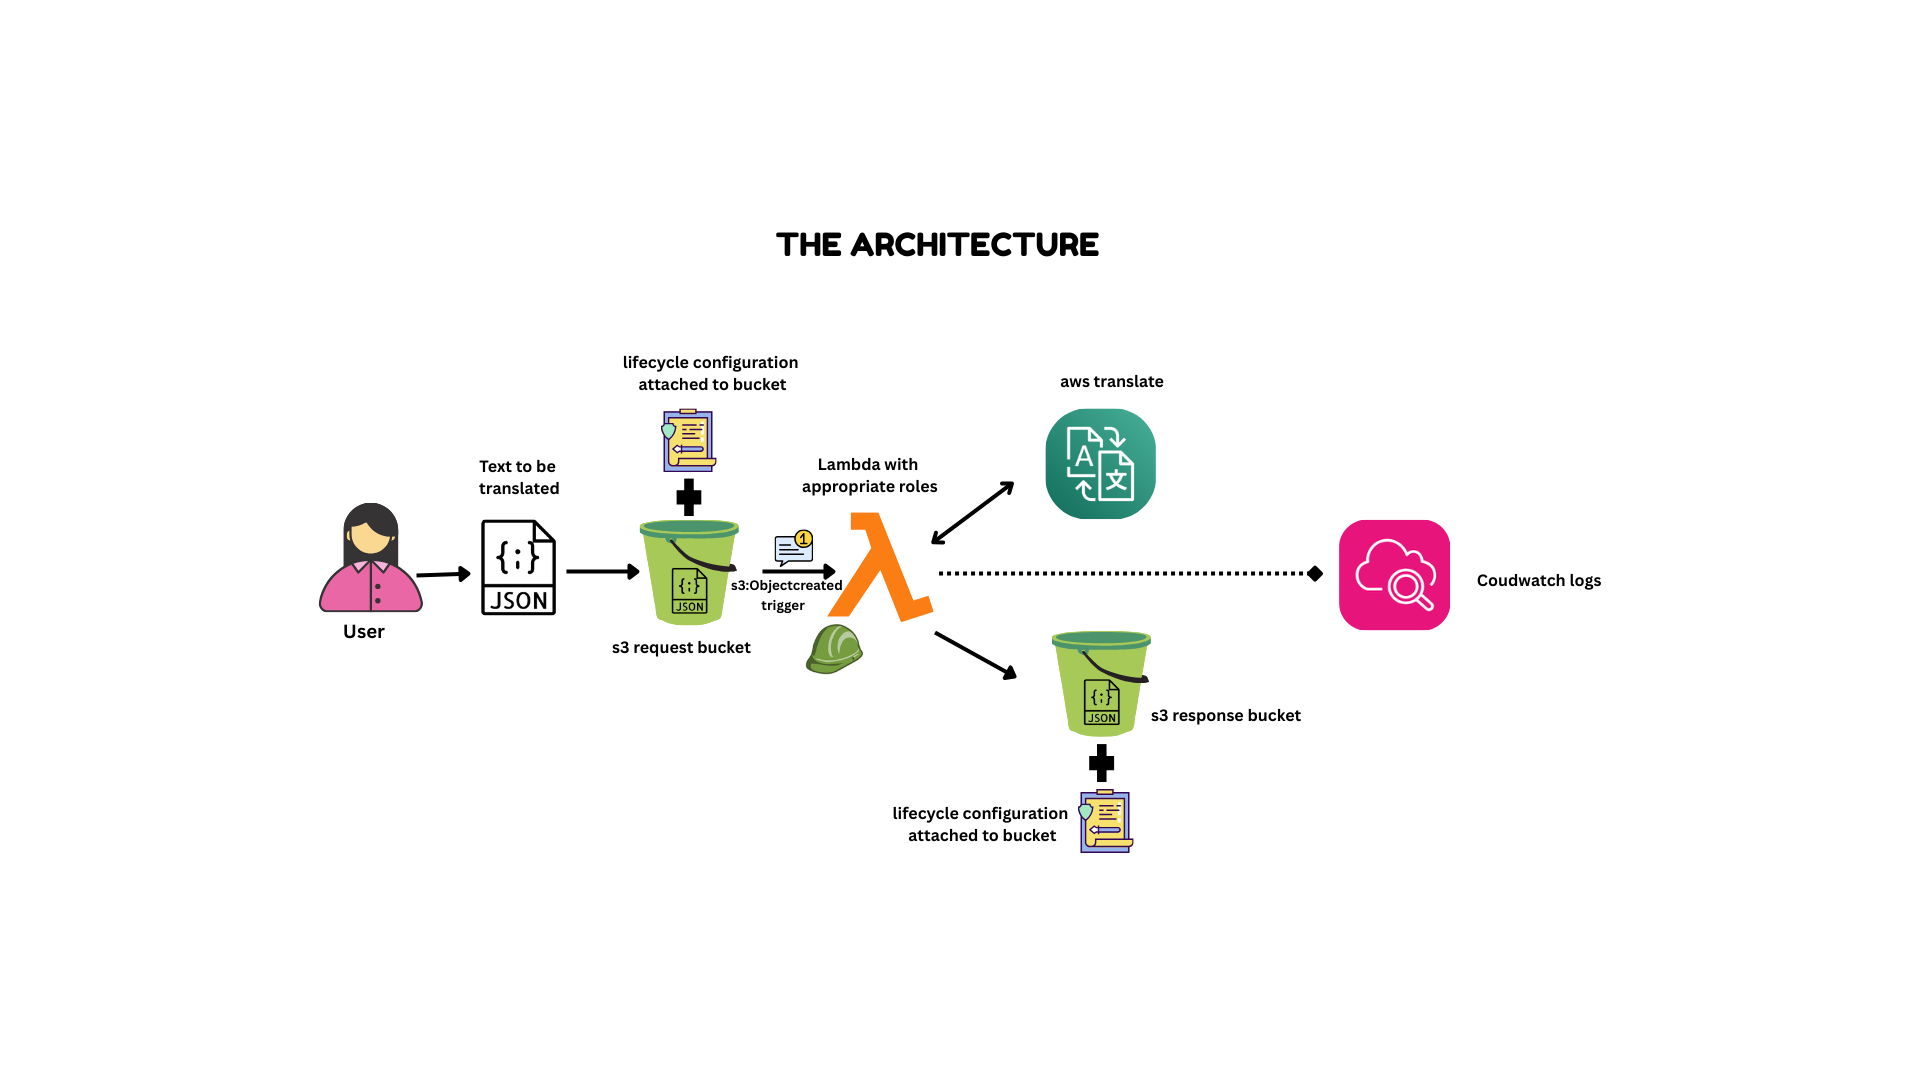 THE ARCHITECTURE
lifecycle configuration
attached to bucket
aws translate
A
文
Text to be
translated
Lambda with
appropriate roles
{;}
JSON
{;}
JSON
1
s3:Objectcreated
trigger
Coudwatch logs
User
s3 request bucket
{;}
JSON
s3 response bucket
lifecycle configuration
attached to bucket